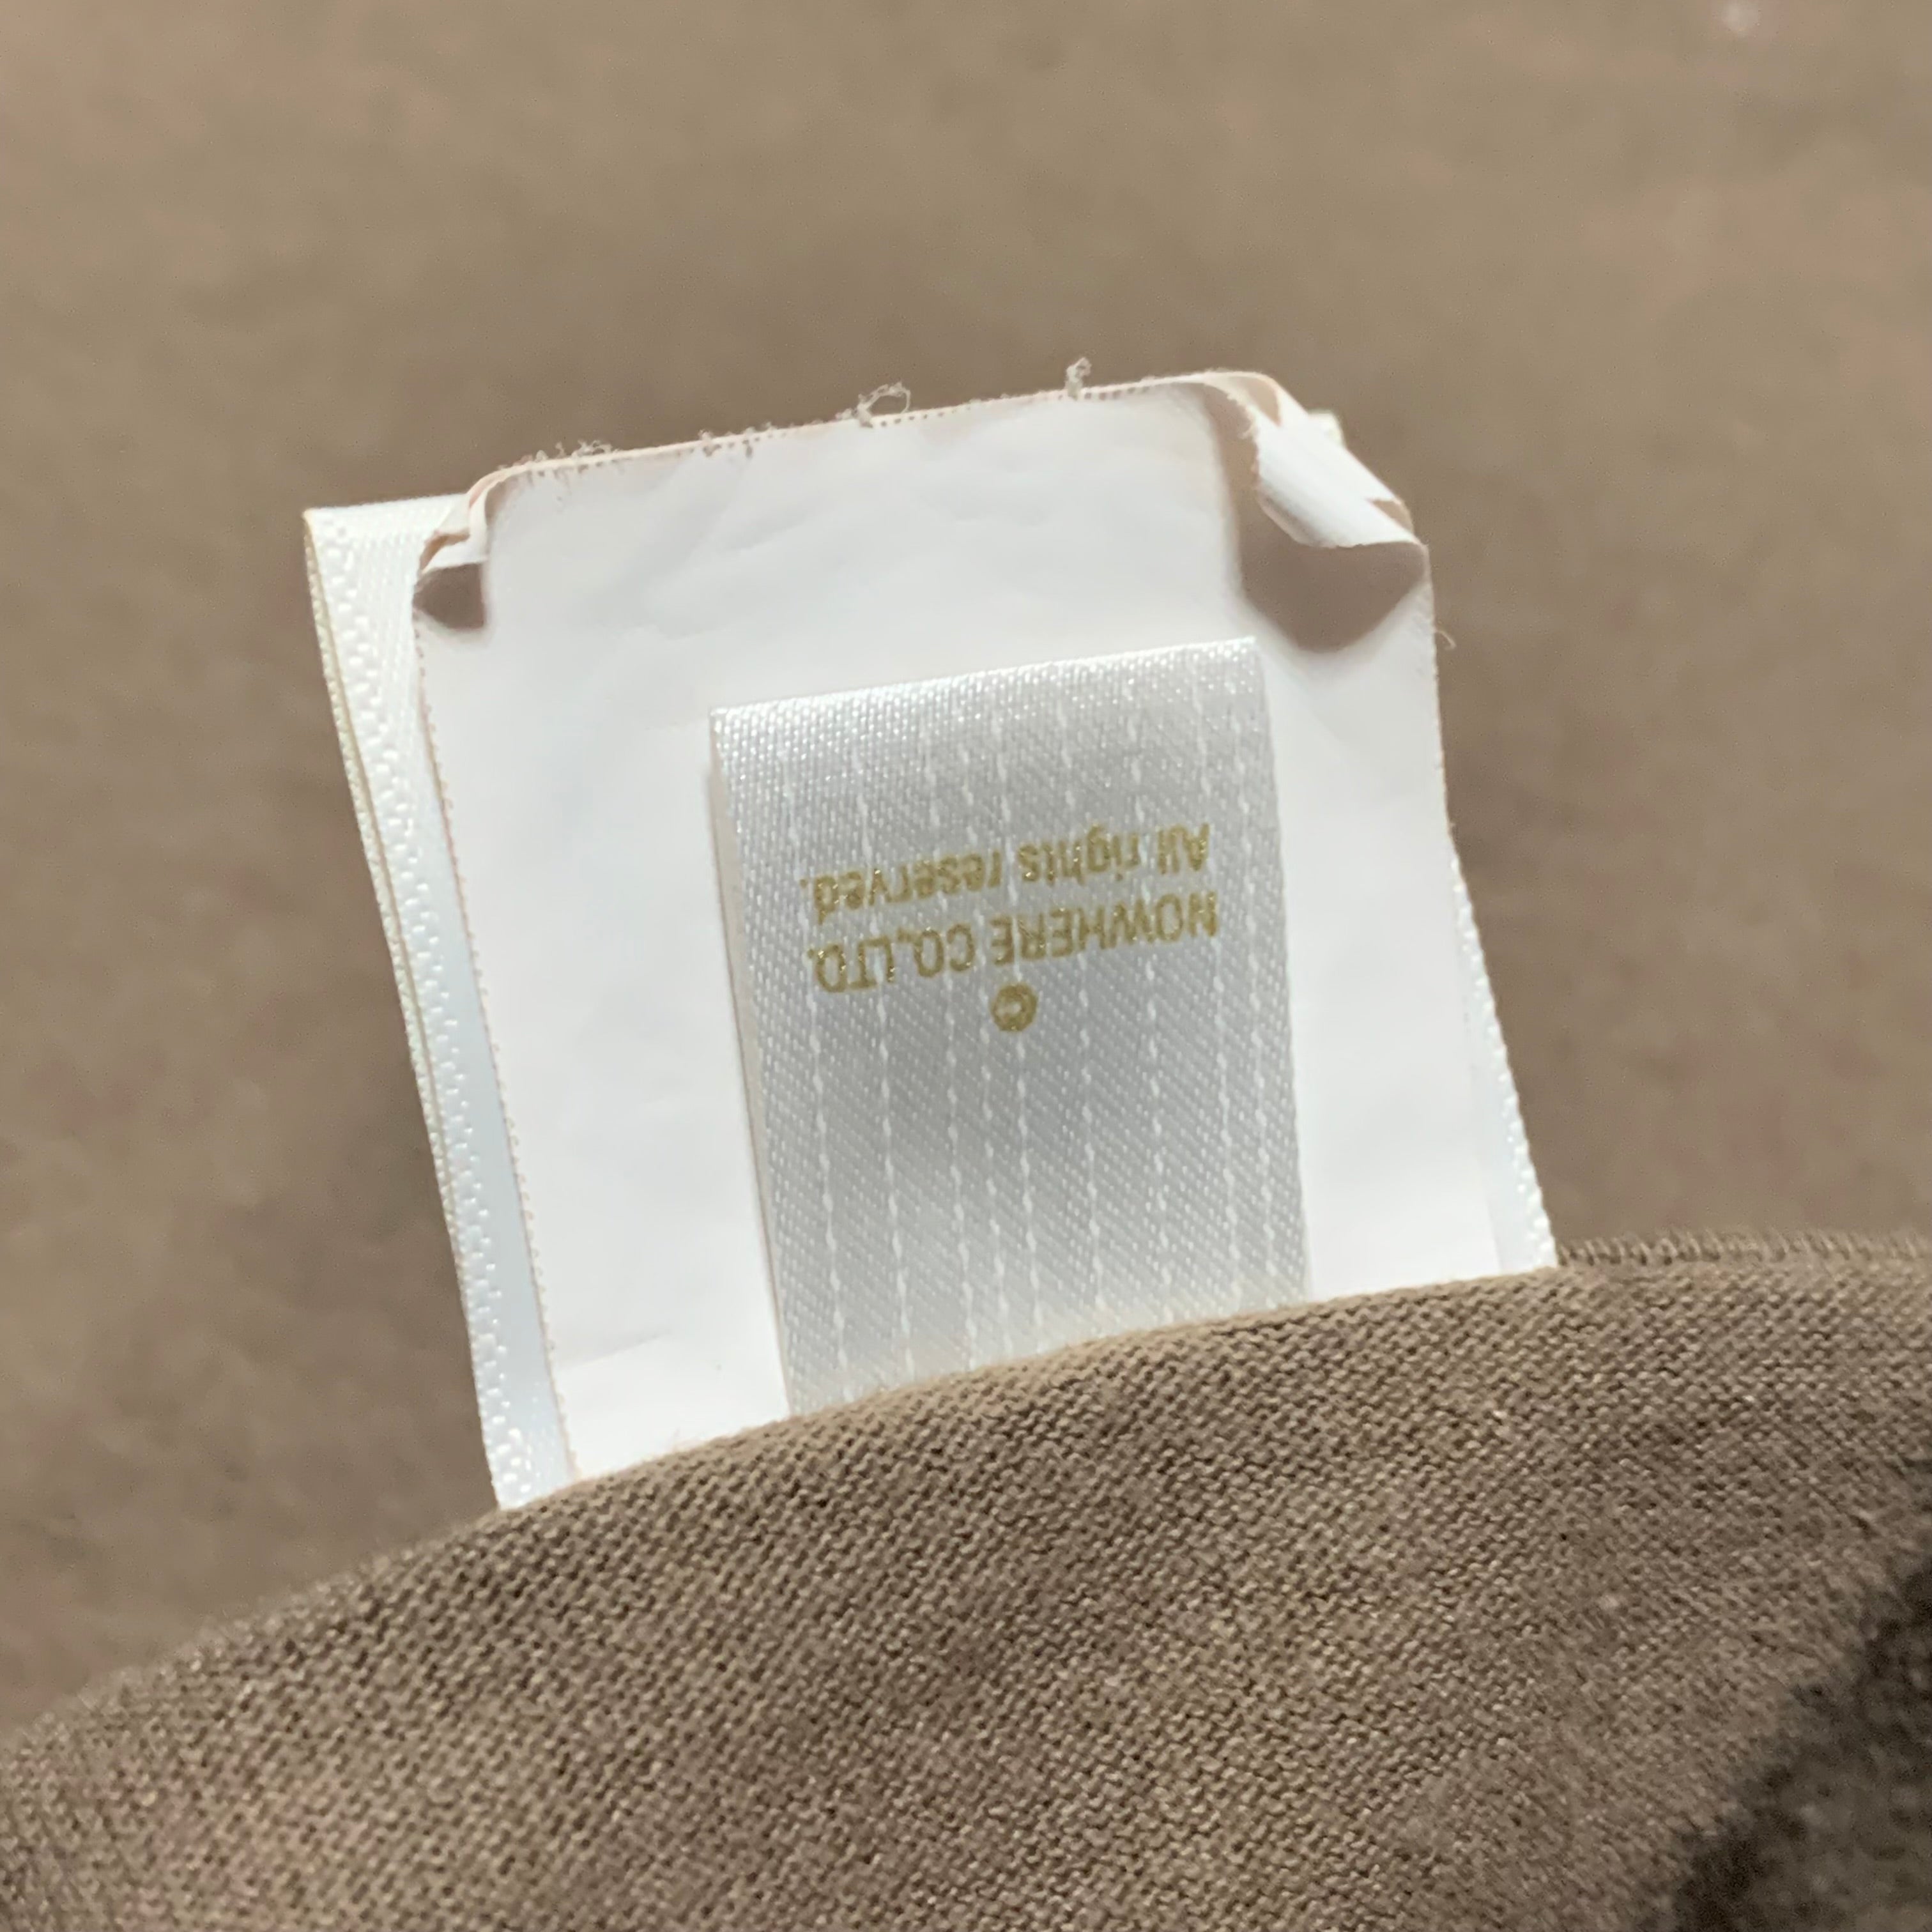 ©
NOWHERE CO.,LTD.
All rights reserved.